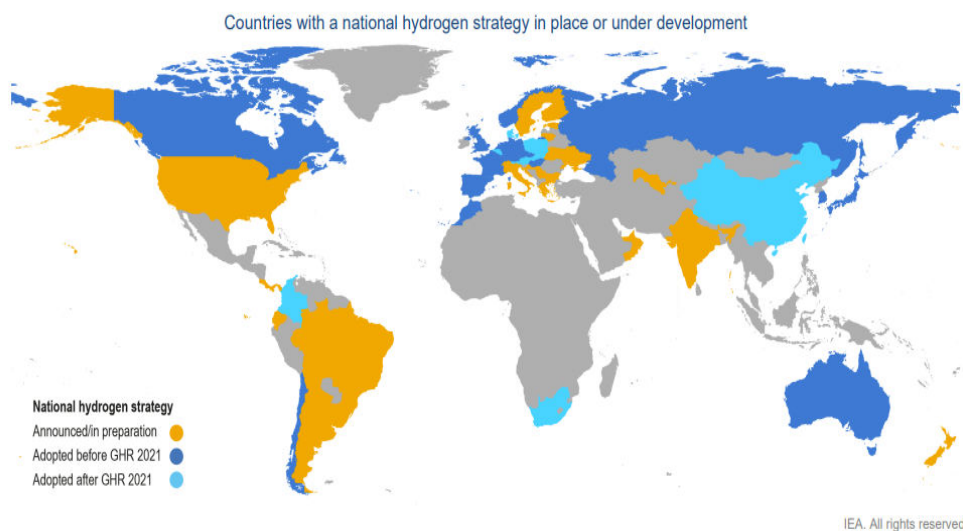 Countries with a national hydrogen strategy in place or under development
National hydrogen strategy
Announced/in preparation
Adopted before GHR 2021
Adopted after GHR 2021
IEA. All rights reserved